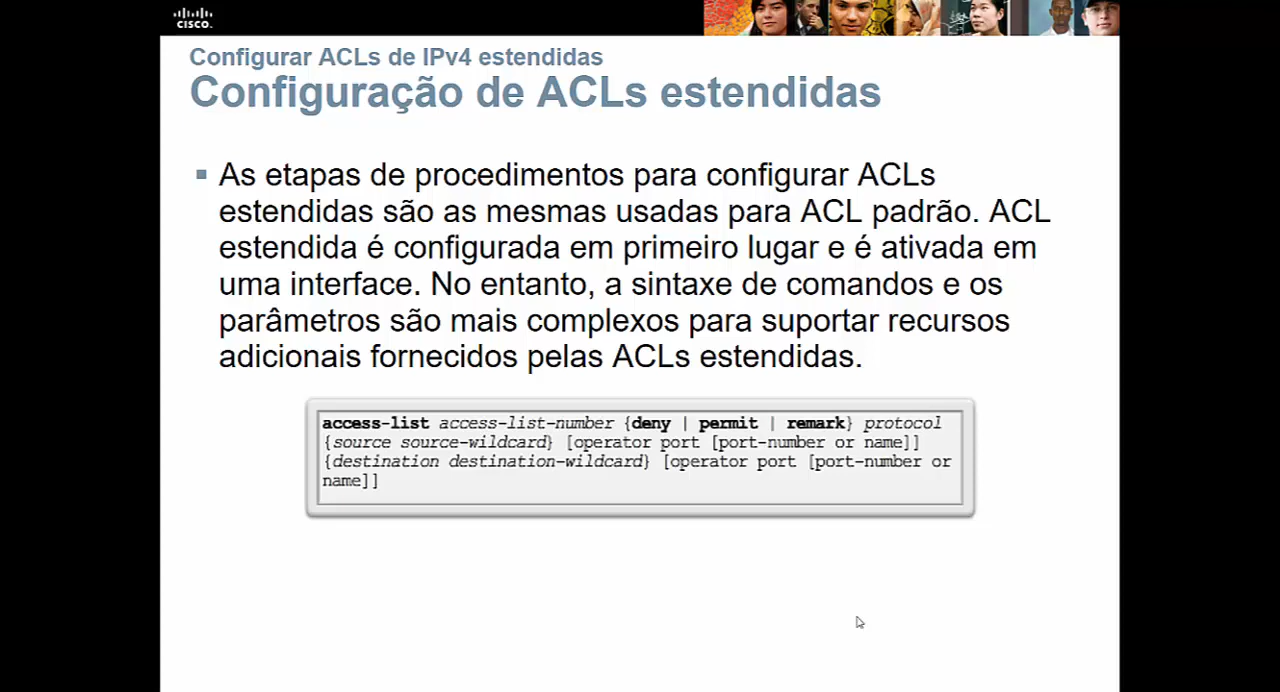 CISCO.
Configurar ACLs de IPv4 estendidas
Configuração de ACLs estendidas
As etapas de procedimentos para configurar ACLs
estendidas são as mesmas usadas para ACL padrão. ACL
estendida é configurada em primeiro lugar e é ativada em
uma interface. No entanto, a sintaxe de comandos e os
parâmetros são mais complexos para suportar recursos
adicionais fornecidos pelas ACLs estendidas.
access-list access-list-number {deny | permit | remark} protocol
{source source-wildcard} [operator port [port-number or name]]
{destination destination-wildcard} [operator port [port-number or
name]]